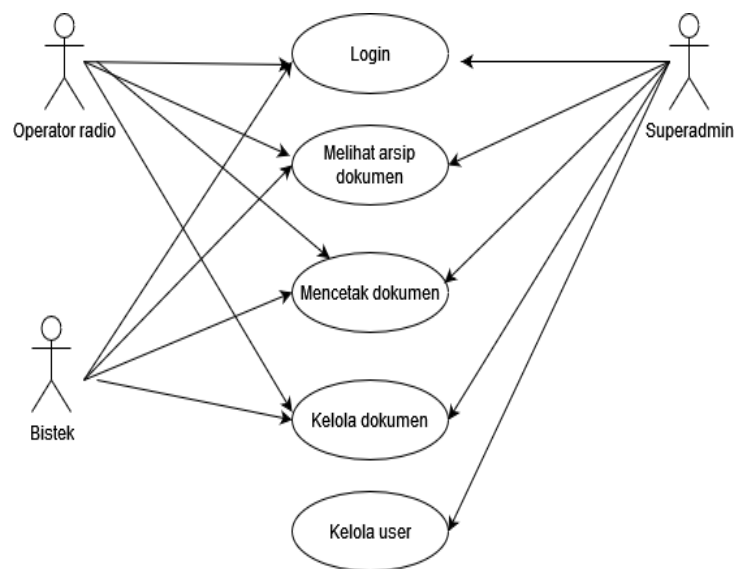 Login
Operator radio
Superadmin
Melihat arsip
dokumen
Mencetak dokumen
Bistek
Kelola dokumen
Kelola user